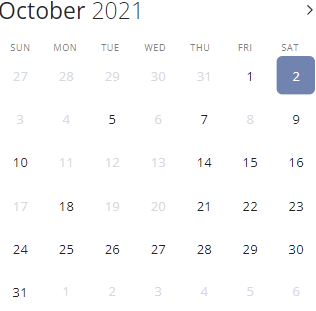 October 2021 >
SUN MON TUE WED THU FRI SAT
27 28 29 30 31 1 2
3 4 5 6 7 8 9
10 11 12 13 14 15 16
17 18 19 20 21 22 23
24 25 26 27 28 29 30
31 1 2 3 4 5 6